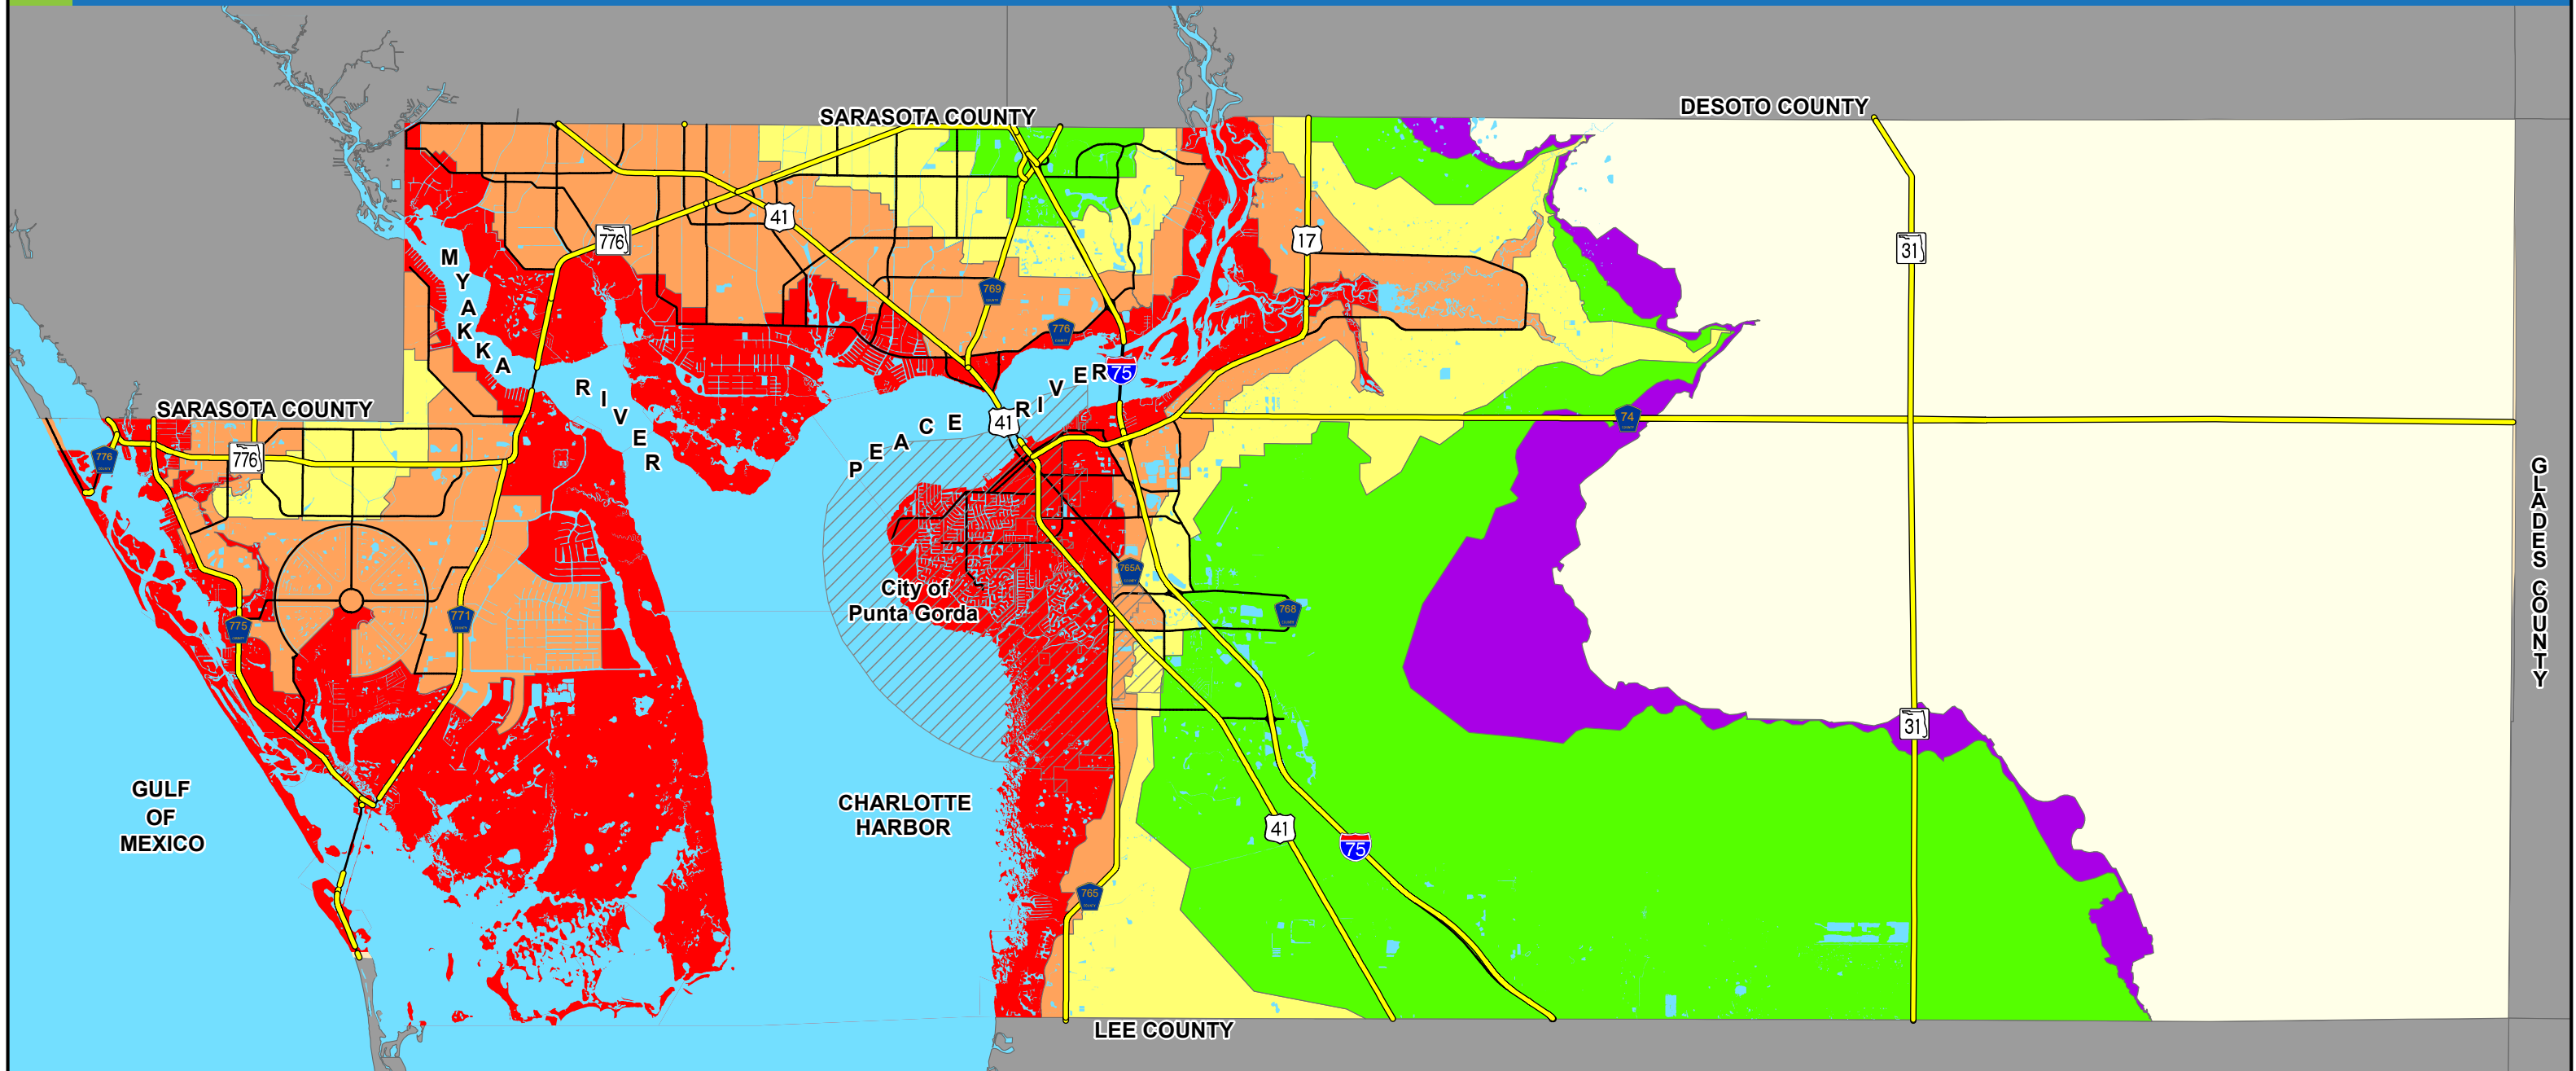 SARASOTA COUNTY
DESOTO COUNTY
41
776
17
31
MYAKKA
RIVER
769
776
75
74
SARASOTA COUNTY
776
776
41
PEACE
RIVER
GLADES COUNTY
765A
City of
Punta Gorda
768
771
775
31
GULF
OF
MEXICO
CHARLOTTE
HARBOR
41
75
765
LEE COUNTY